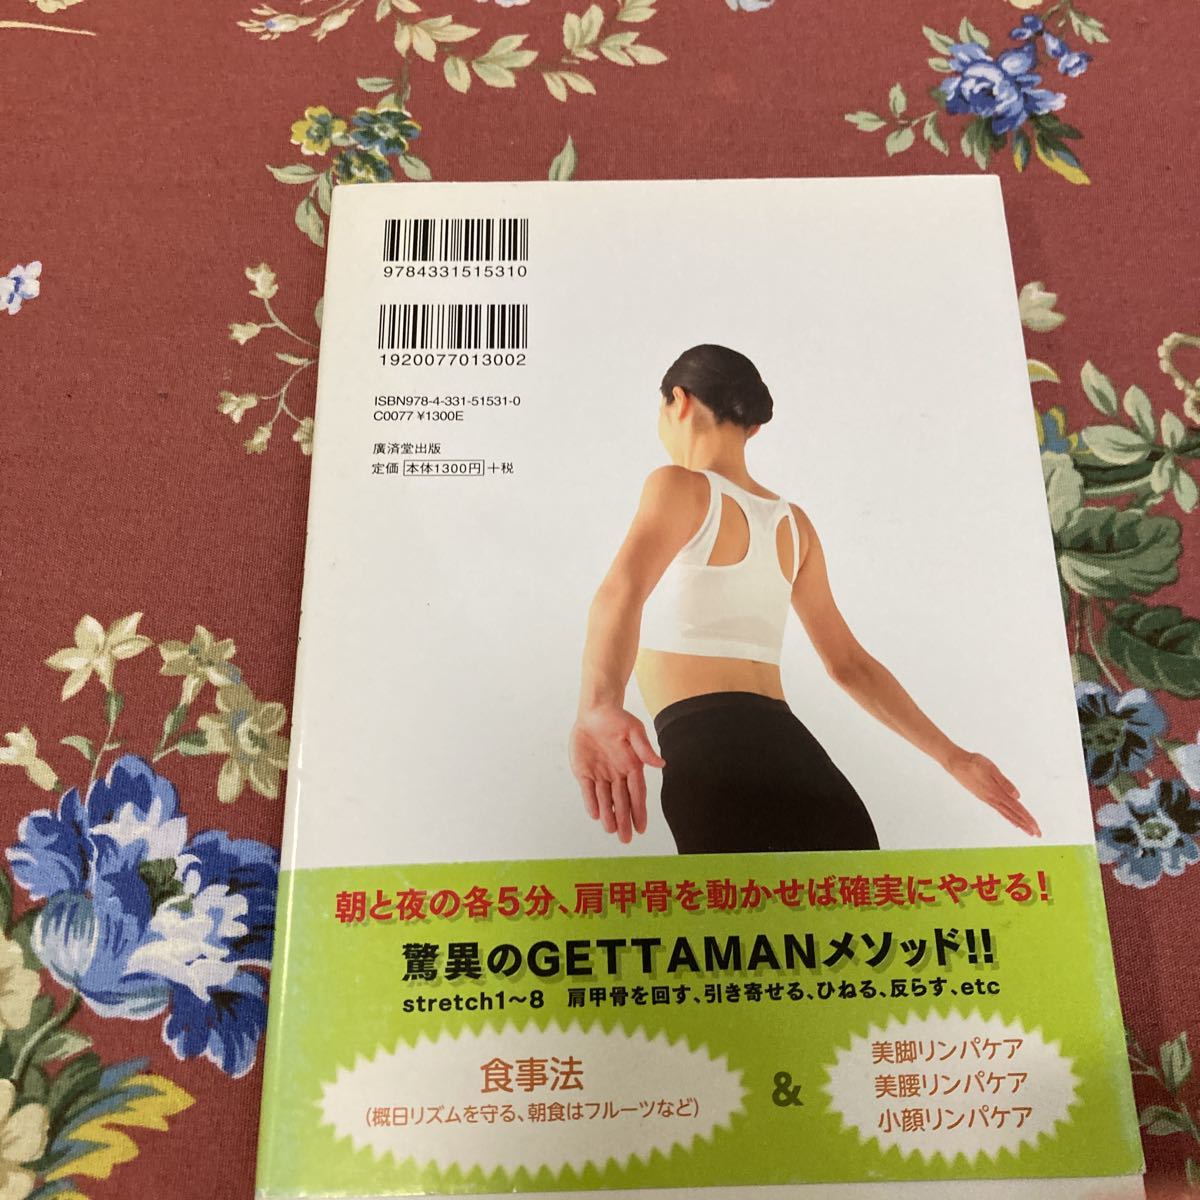 9784331515310
1920077013002
ISBN978-4-331-51531-0
C0077 ¥1300E
廣済堂出版
定価 本体1300円 +税
朝と夜の各5分、肩甲骨を動かせば確実にやせる!
驚異のGETTAMANメソッド!!
stretch1〜8 肩甲骨を回す、引き寄せる、ひねる、反らす、etc
食事法
(概日リズムを守る、朝食はフルーツなど)
&
美脚リンパケア
美腰リンパケア
小顔リンパケア